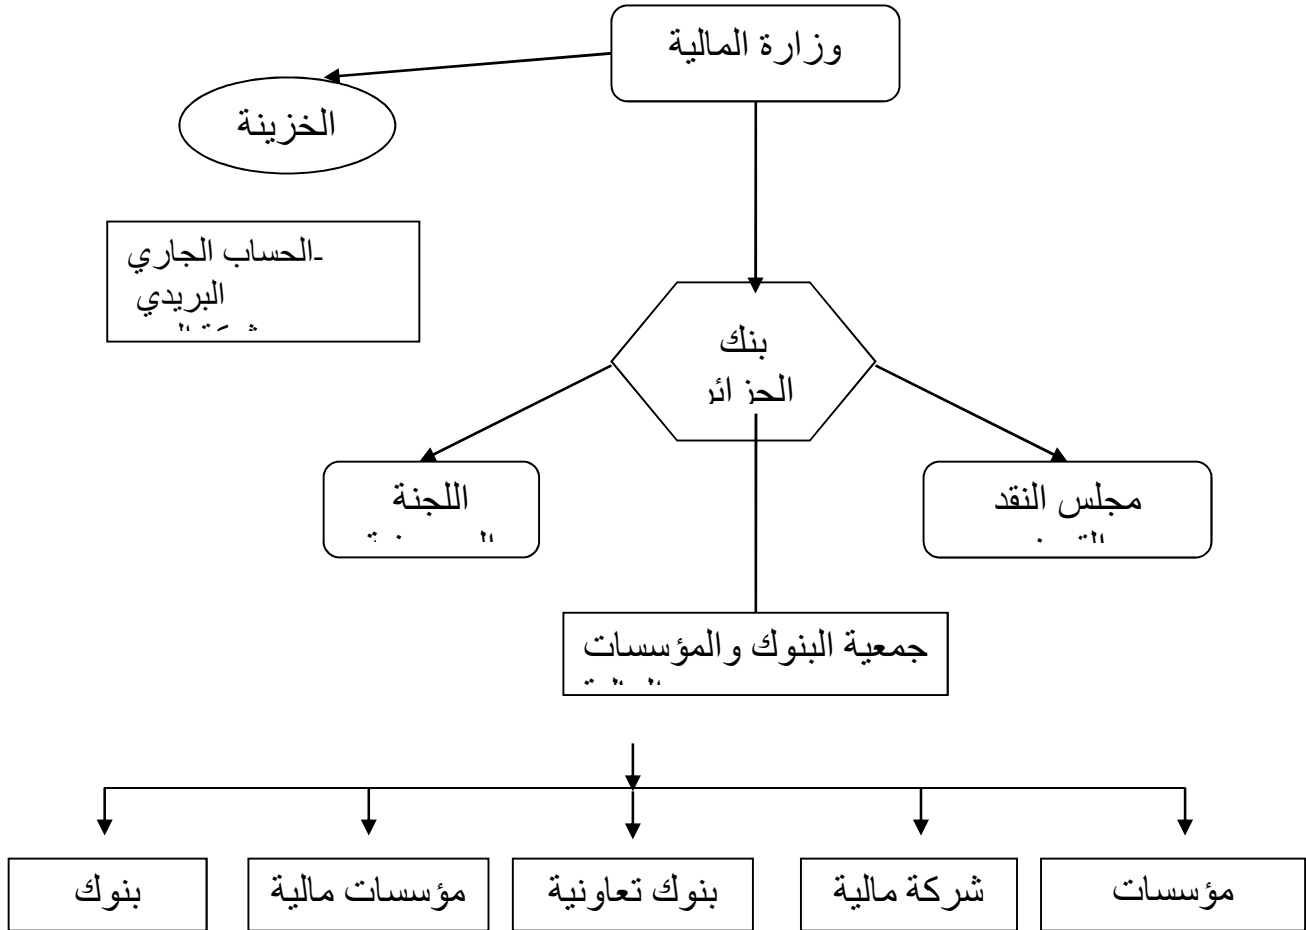 وزارة المالية
الخزينة
-الحساب الجاري
البريدي
بنك
الجزائر
اللجنة
مجلس النقد
جمعية البنوك والمؤسسات
بنوك
مؤسسات مالية
بنوك تعاونية
شركة مالية
مؤسسات